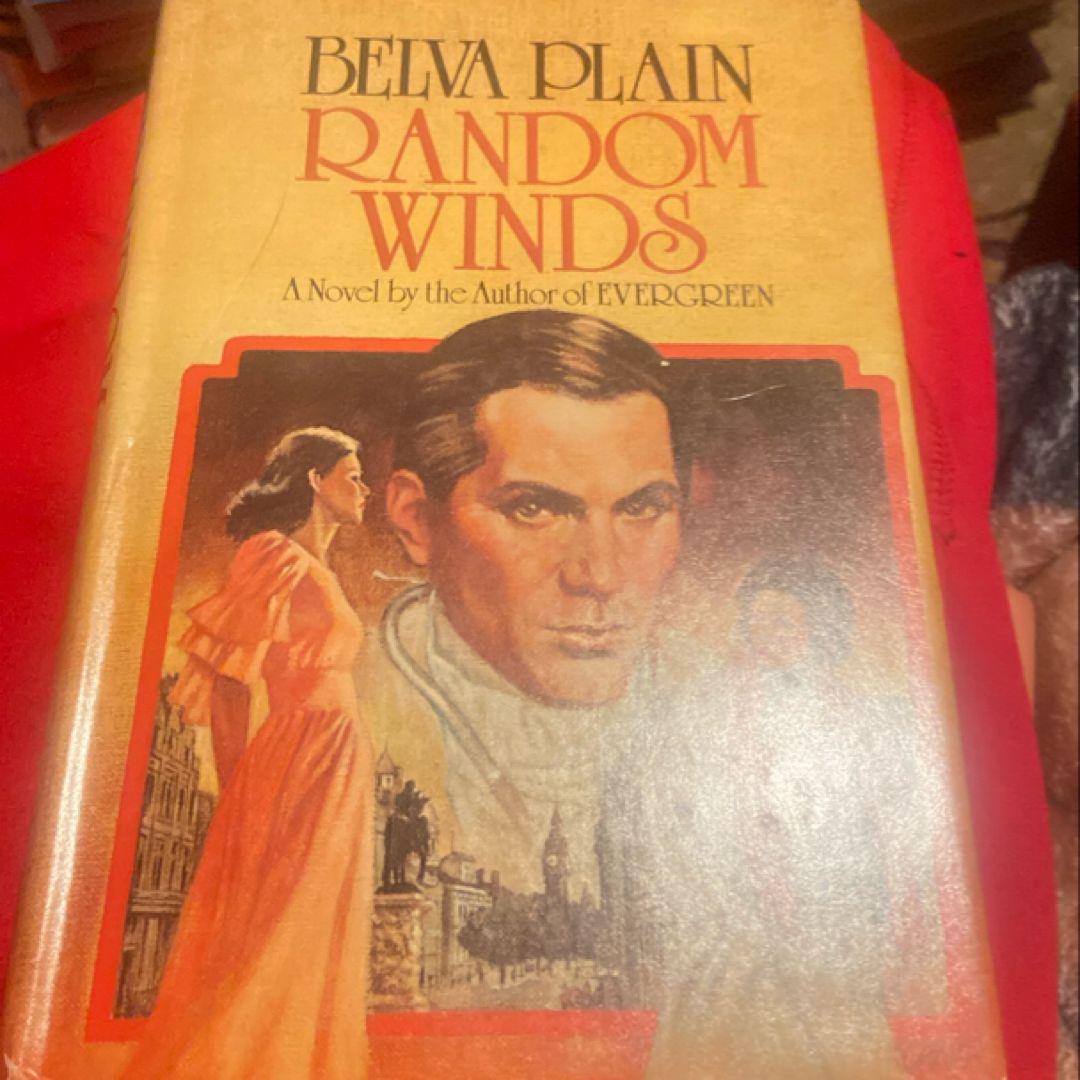 BELVA PLAIN
RANDOM
WINDS
A Novel by the Author of EVERGREEN